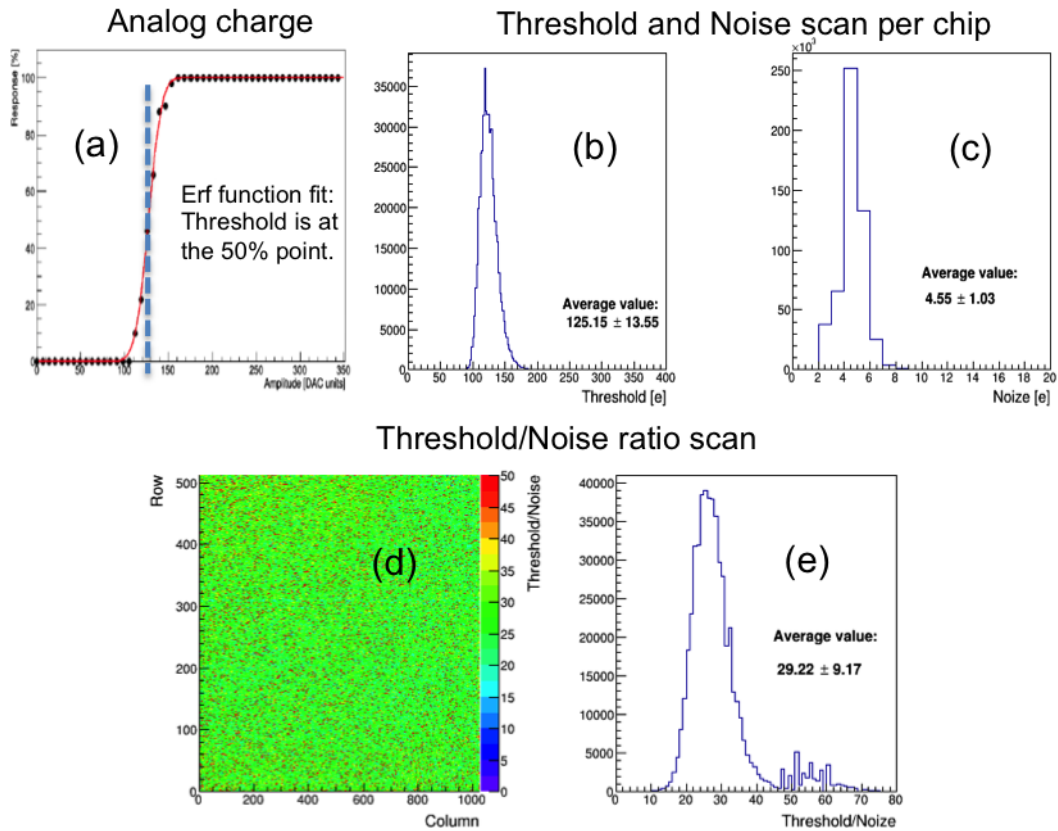 Analog charge
Threshold and Noise scan per chip
Response [%]
100
80
60
40
20
0
(a)
Erf function fit:
Threshold is at
the 50% point.
0 50 100 150 200 250 300 350
Amplitude [DAC units]
35000
30000
25000
20000
15000
10000
5000
0
(b)
Average value:
125.15 ± 13.55
0 50 100 150 200 250 300 350 400
Threshold [e]
×10³
250
200
150
100
50
0
(c)
Average value:
4.55 ± 1.03
0 2 4 6 8 10 12 14 16 18 20
Noize [e]
Threshold/Noise ratio scan
Row
500
400
300
200
100
0
(d)
0 200 400 600 800 1000
Column
50
45
40
35
30
25
20
15
10
5
0
Threshold/Noise
40000
35000
30000
25000
20000
15000
10000
5000
0
(e)
Average value:
29.22 ± 9.17
0 10 20 30 40 50 60 70 80
Threshold/Noize